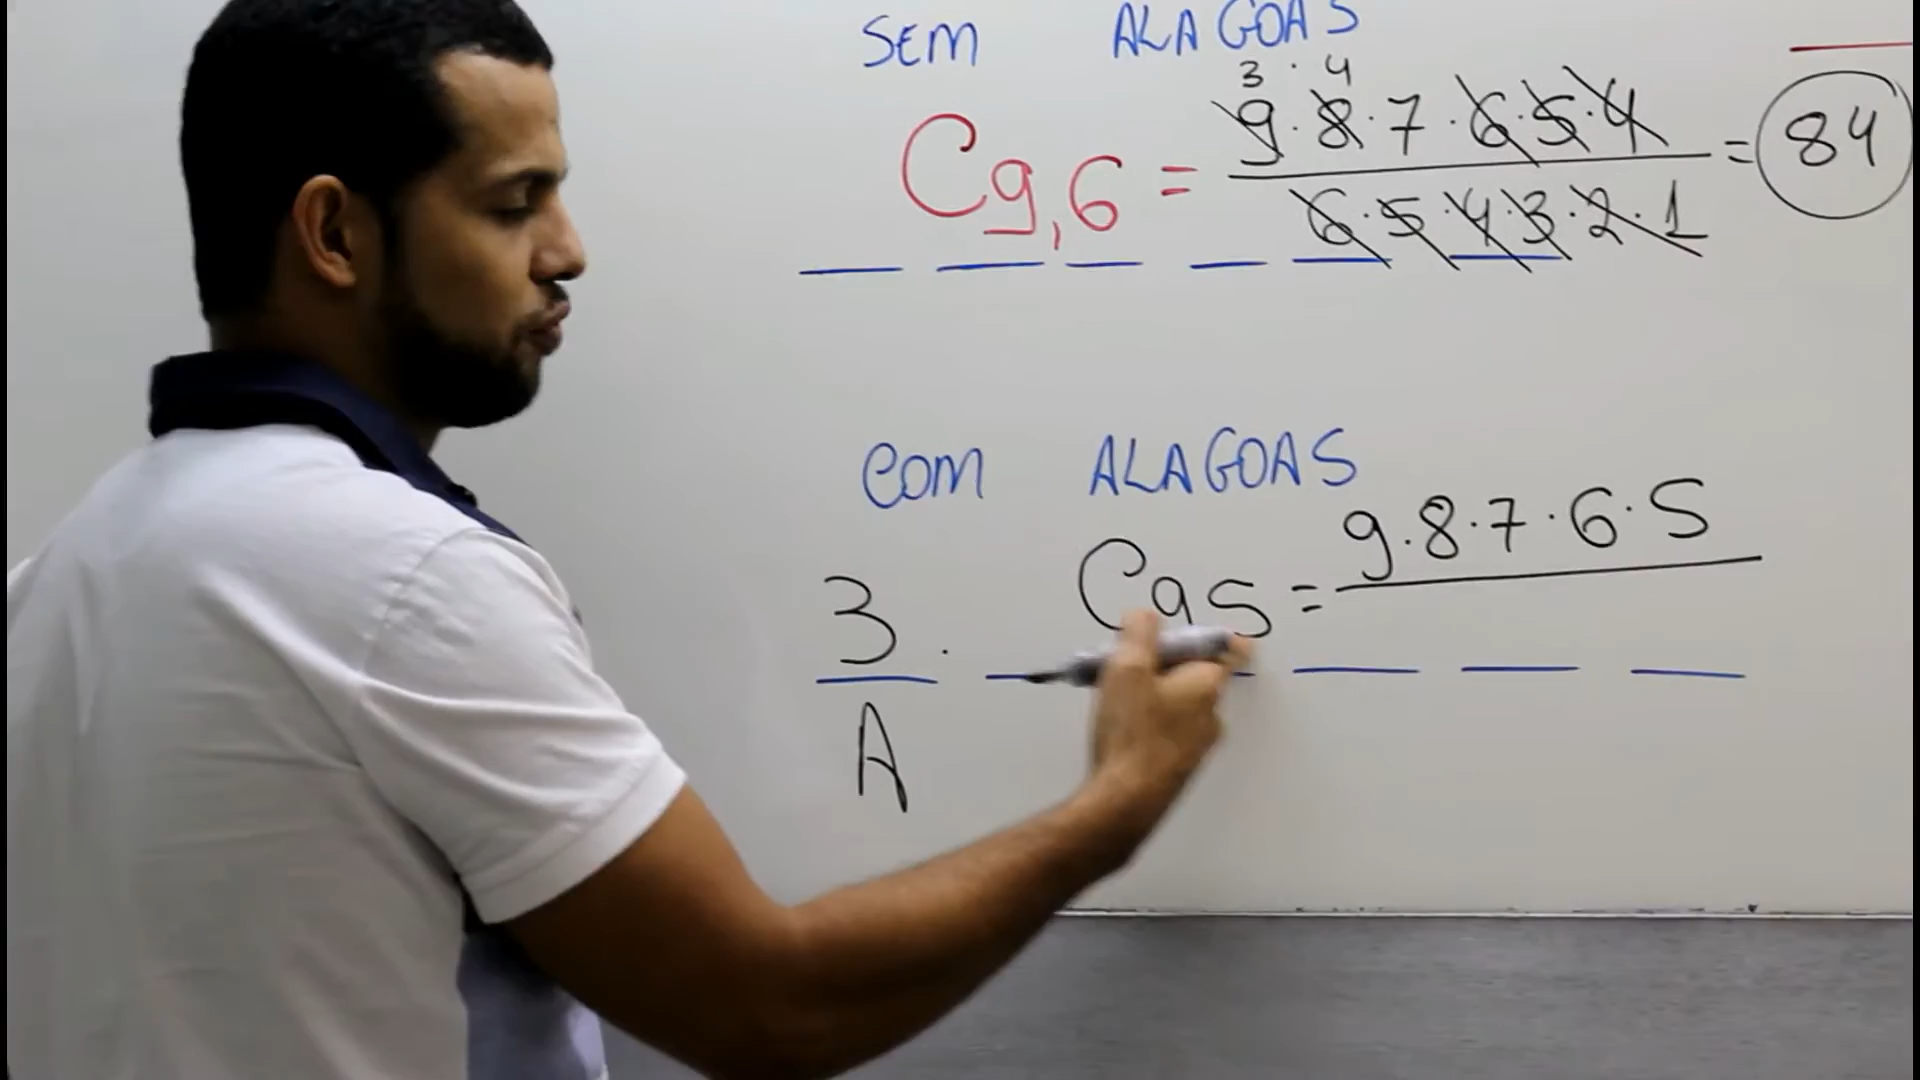 SEM ALAGOAS
3 · 4
C9,6 = 9·8·7·6·5·4 = 84
6·5·4·3·2·1
COM ALAGOAS
3 · C9,5 = 9·8·7·6·5
A